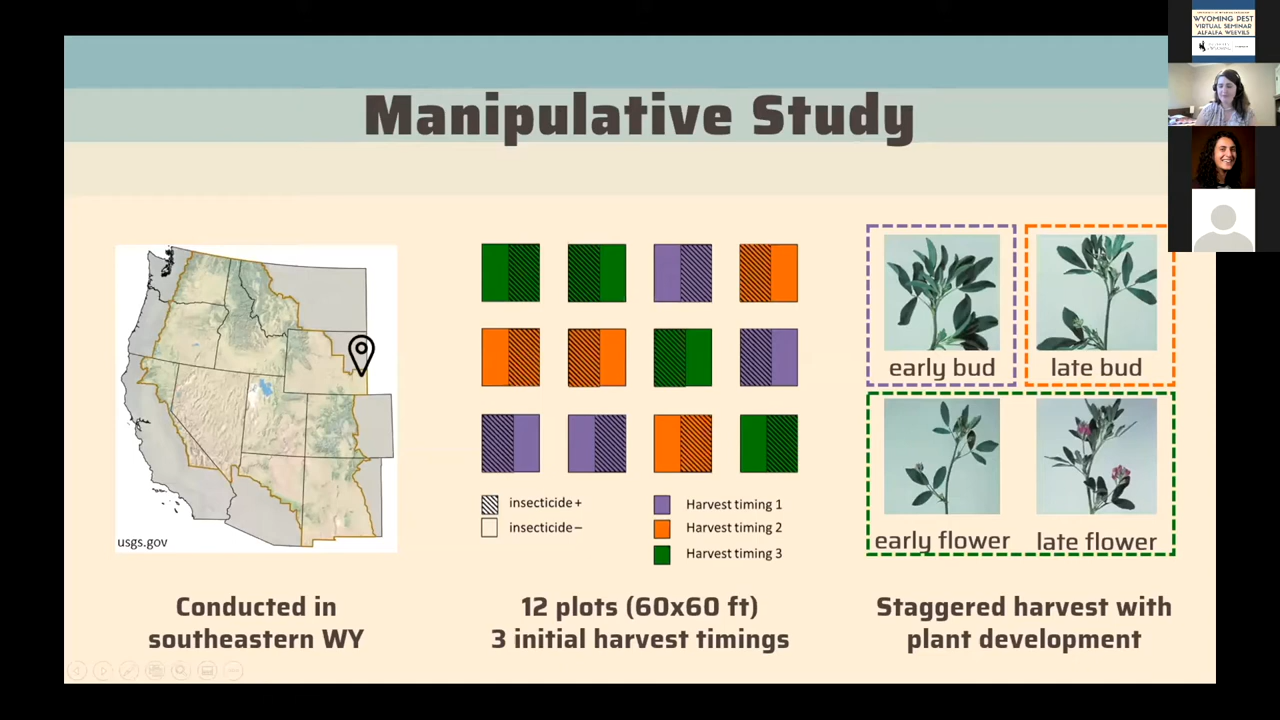 WYOMING PEST
VIRTUAL SEMINAR
ALFALFA WEEVILS
Manipulative Study
usgs.gov
insecticide+
insecticide–
Harvest timing 1
Harvest timing 2
Harvest timing 3
early bud
late bud
early flower
late flower
Conducted in
southeastern WY
12 plots (60x60 ft)
3 initial harvest timings
Staggered harvest with
plant development